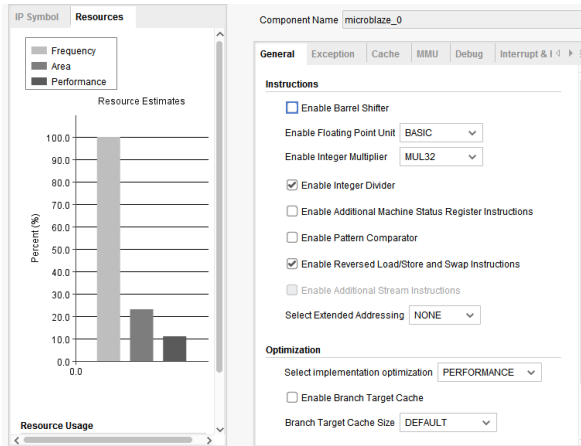 IP Symbol Resources
Frequency
Area
Performance
Resource Estimates
100.0
90.0
80.0
70.0
60.0
50.0
40.0
30.0
20.0
10.0
0.0
0.0
Percent (%)
Resource Usage
Component Name microblaze_0
General Exception Cache MMU Debug Interrupt & I
Instructions
Enable Barrel Shifter
Enable Floating Point Unit BASIC
Enable Integer Multiplier MUL32
Enable Integer Divider
Enable Additional Machine Status Register Instructions
Enable Pattern Comparator
Enable Reversed Load/Store and Swap Instructions
Enable Additional Stream Instructions
Select Extended Addressing NONE
Optimization
Select implementation optimization PERFORMANCE
Enable Branch Target Cache
Branch Target Cache Size DEFAULT